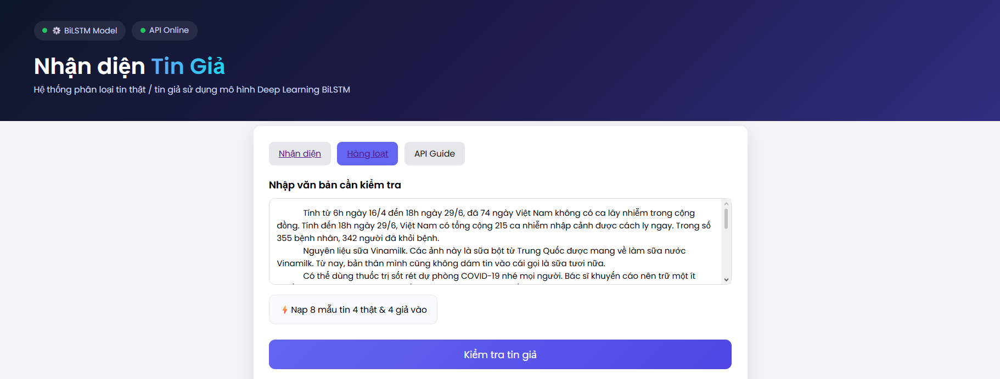 BiLSTM Model
API Online
Nhận diện Tin Giả
Hệ thống phân loại tin thật / tin giả sử dụng mô hình Deep Learning BiLSTM
Nhận diện
Hàng loạt
API Guide
Nhập văn bản cần kiểm tra
Tính từ 6h ngày 16/4 đến 18h ngày 29/6, đã 74 ngày Việt Nam không có ca lây nhiễm trong cộng
đồng. Tính đến 18h ngày 29/6, Việt Nam có tổng cộng 215 ca nhiễm nhập cảnh được cách ly ngay. Trong số
355 bệnh nhân, 342 người đã khỏi bệnh.
Nguyên liệu sữa Vinamilk. Các ảnh này là sữa bột từ Trung Quốc được mang về làm sữa nước
Vinamilk. Từ nay, bản thân mình cũng không dám tin vào cái gọi là sữa tươi nữa.
Có thể dùng thuốc trị sốt rét dự phòng COVID-19 nhé mọi người. Bác sĩ khuyến cáo nên trữ một ít
Nạp 8 mẫu tin 4 thật & 4 giả vào
Kiểm tra tin giả